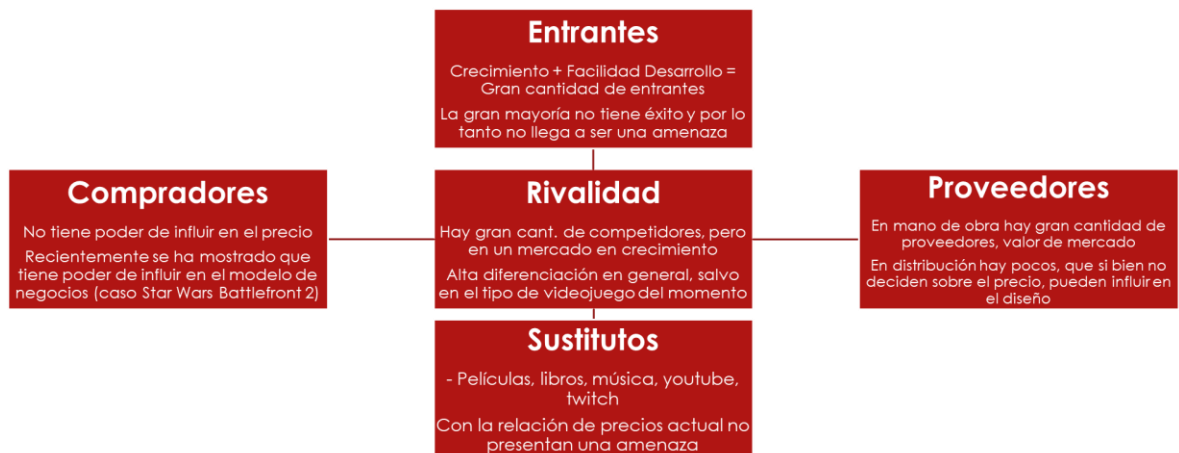 Entrantes
Crecimiento + Facilidad Desarrollo =
Gran cantidad de entrantes
La gran mayoría no tiene éxito y por lo
tanto no llega a ser una amenaza
Compradores
No tiene poder de influir en el precio
Recientemente se ha mostrado que
tiene poder de influir en el modelo de
negocios (caso Star Wars Battlefront 2)
Rivalidad
Hay gran cant. de competidores, pero
en un mercado en crecimiento
Alta diferenciación en general, salvo
en el tipo de videojuego del momento
Proveedores
En mano de obra hay gran cantidad de
proveedores, valor de mercado
En distribución hay pocos, que si bien no
deciden sobre el precio, pueden influir en
el diseño
Sustitutos
- Películas, libros, música, youtube,
twitch
Con la relación de precios actual no
presentan una amenaza